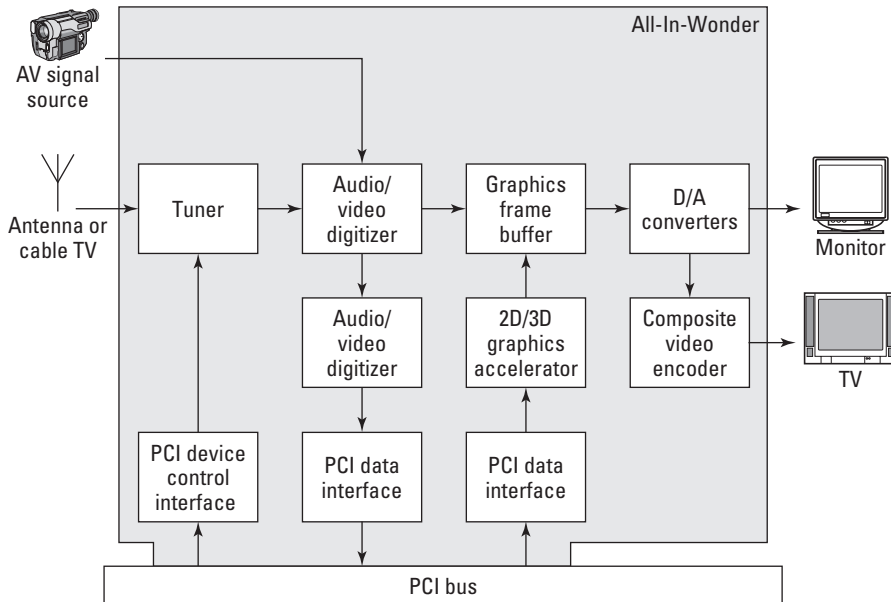 All-In-Wonder
AV signal
source
Antenna or
cable TV
Tuner
Audio/
video
digitizer
Graphics
frame
buffer
D/A
converters
Monitor
Audio/
video
digitizer
2D/3D
graphics
accelerator
Composite
video
encoder
TV
PCI device
control
interface
PCI data
interface
PCI data
interface
PCI bus